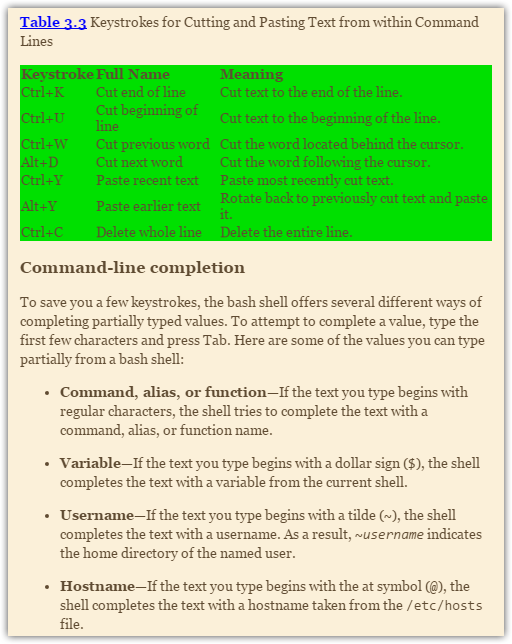 Table 3.3 Keystrokes for Cutting and Pasting Text from within Command
Lines
Keystroke Full Name Meaning
Ctrl+K Cut end of line Cut text to the end of the line.
Ctrl+U Cut beginning of line Cut text to the beginning of the line.
Ctrl+W Cut previous word Cut the word located behind the cursor.
Alt+D Cut next word Cut the word following the cursor.
Ctrl+Y Paste recent text Paste most recently cut text.
Alt+Y Paste earlier text Rotate back to previously cut text and paste it.
Ctrl+C Delete whole line Delete the entire line.
Command-line completion
To save you a few keystrokes, the bash shell offers several different ways of
completing partially typed values. To attempt to complete a value, type the
first few characters and press Tab. Here are some of the values you can type
partially from a bash shell:
• Command, alias, or function—If the text you type begins with
regular characters, the shell tries to complete the text with a
command, alias, or function name.
• Variable—If the text you type begins with a dollar sign ($), the shell
completes the text with a variable from the current shell.
• Username—If the text you type begins with a tilde (~), the shell
completes the text with a username. As a result, ~username indicates
the home directory of the named user.
• Hostname—If the text you type begins with the at symbol (@), the
shell completes the text with a hostname taken from the /etc/hosts
file.